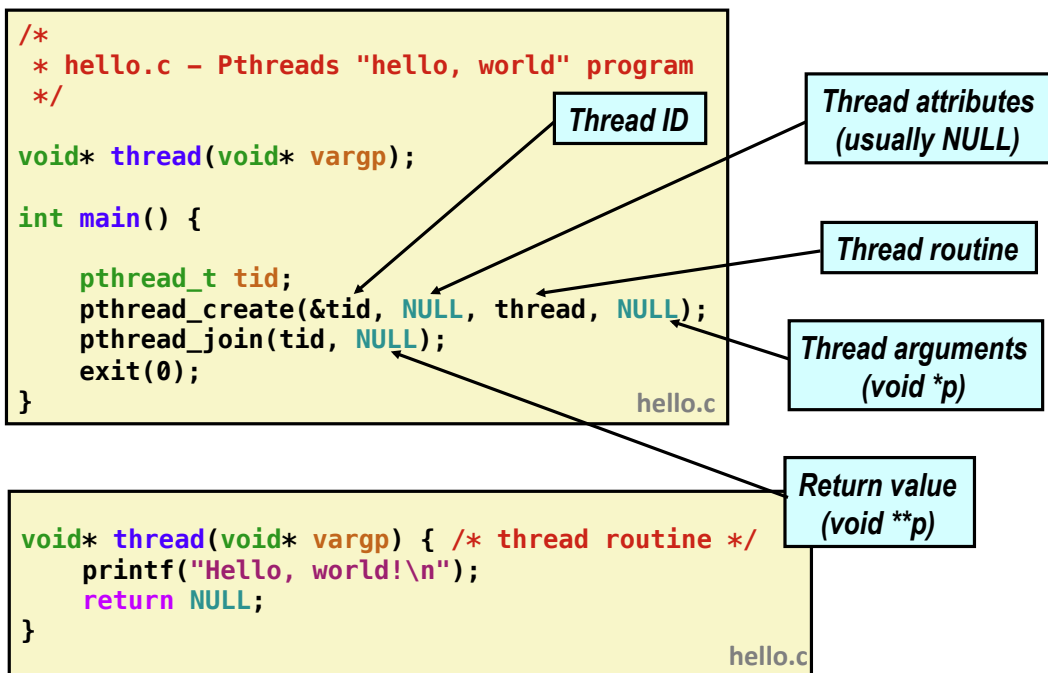 /*
 * hello.c – Pthreads "hello, world" program
 */
Thread ID
Thread attributes
(usually NULL)
void* thread(void* vargp);
int main() {
Thread routine
    pthread_t tid;
    pthread_create(&tid, NULL, thread, NULL);
    pthread_join(tid, NULL);
    exit(0);
}
hello.c
Thread arguments
(void *p)
Return value
(void **p)
void* thread(void* vargp) { /* thread routine */
    printf("Hello, world!\n");
    return NULL;
}
hello.c